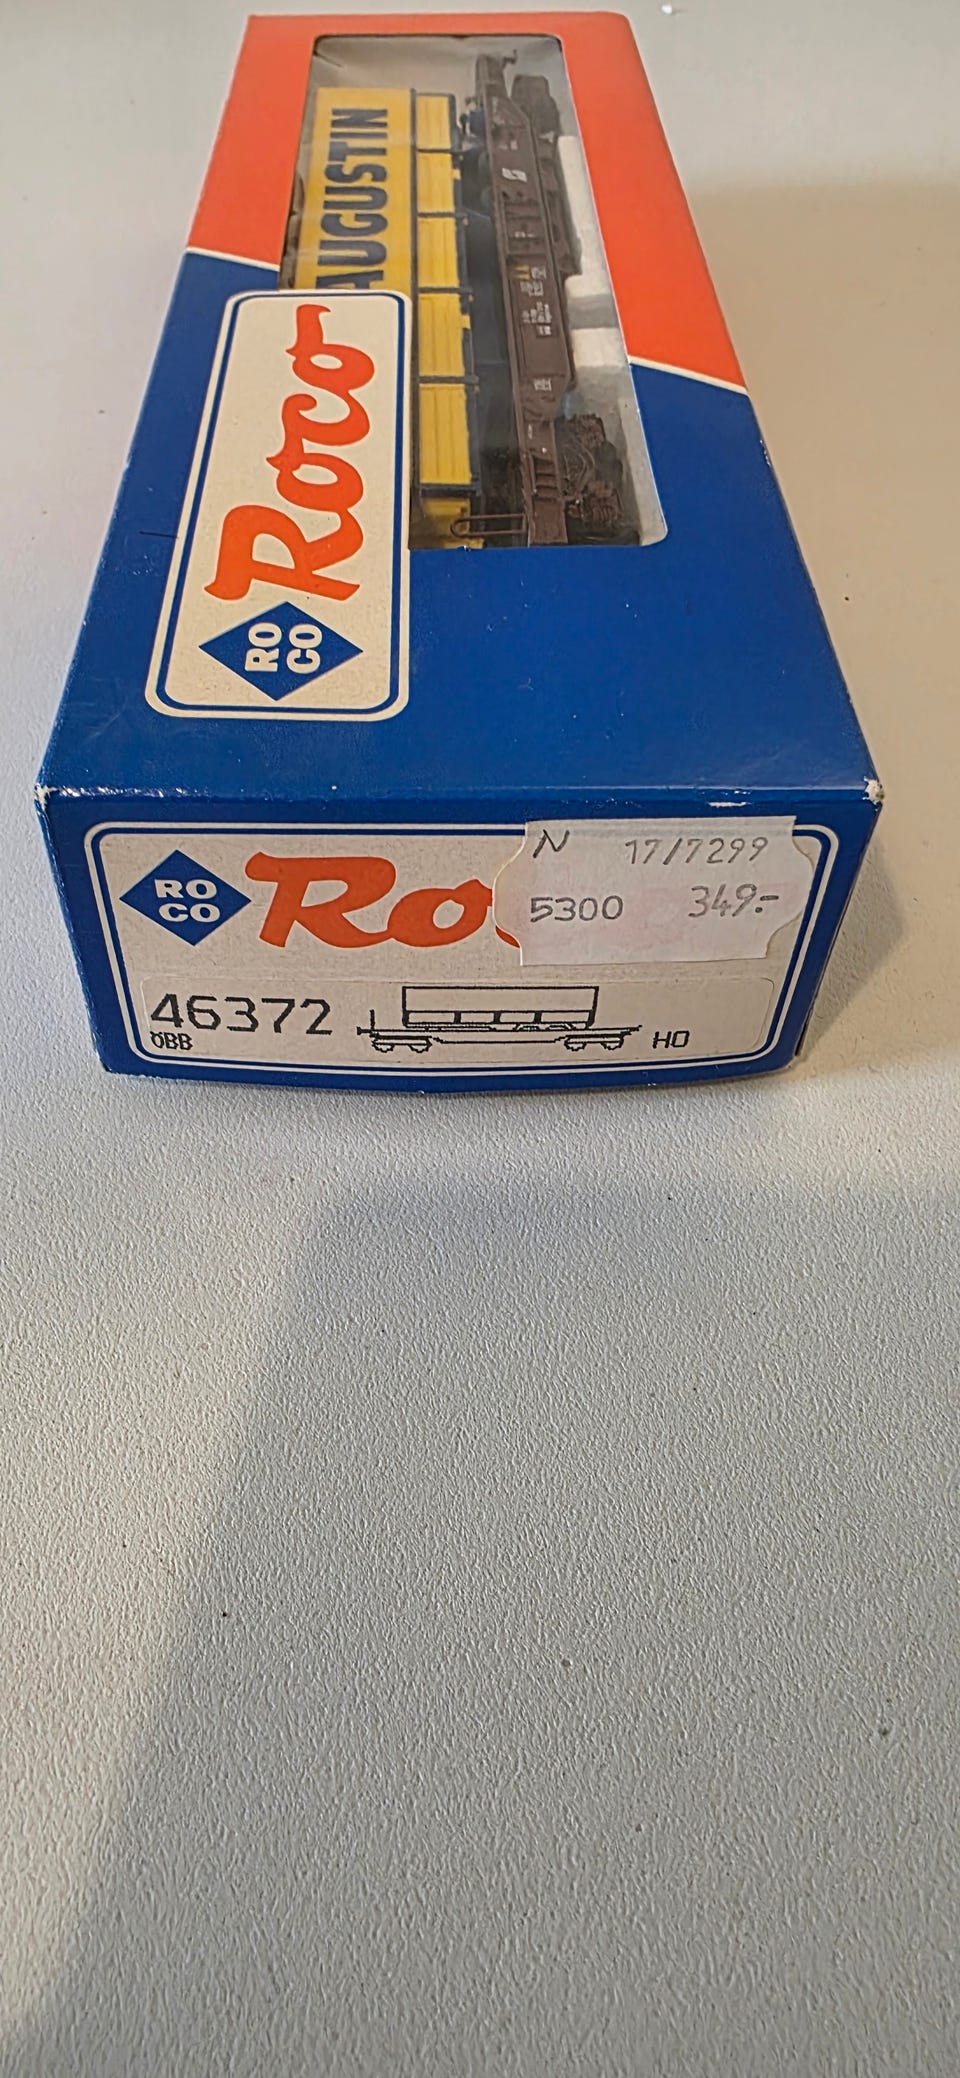 AUGUSTIN
Roco
RO
CO
RO
CO
Ro
N 17/7299
5300 349.-
46372
ÖBB
HO